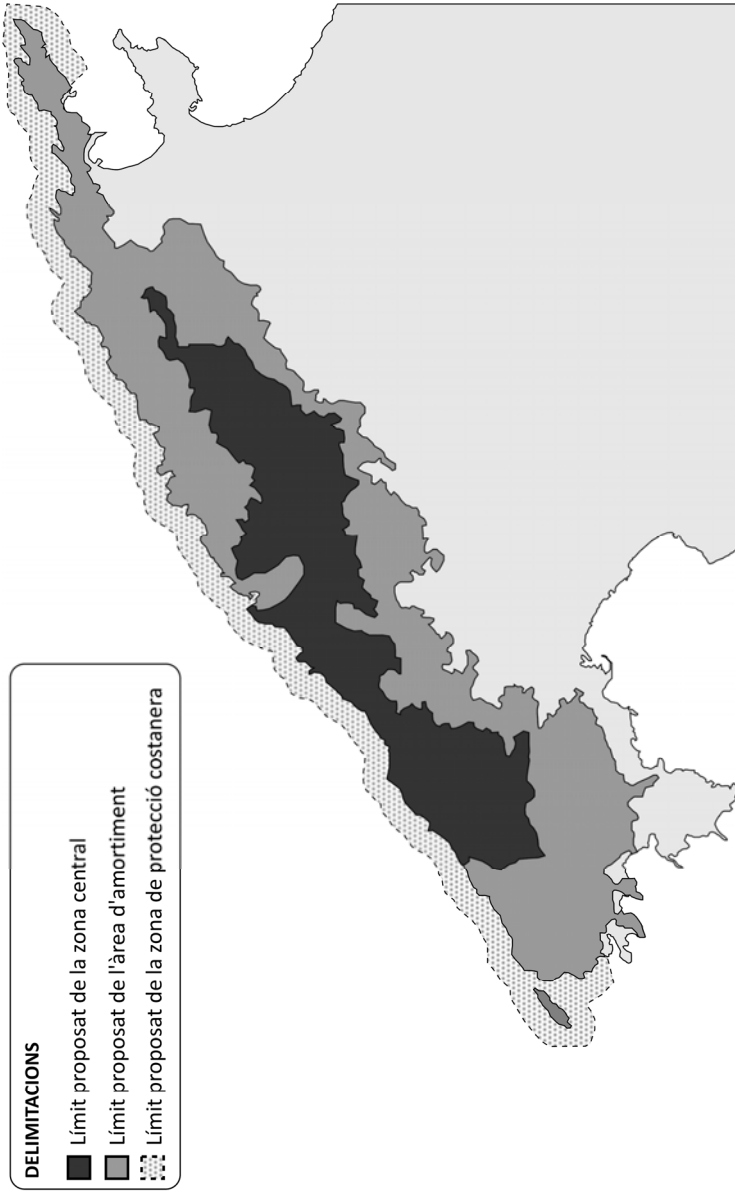 DELIMITACIONS
Límit proposat de la zona central
Límit proposat de l'àrea d'amortiment
Límit proposat de la zona de protecció costanera